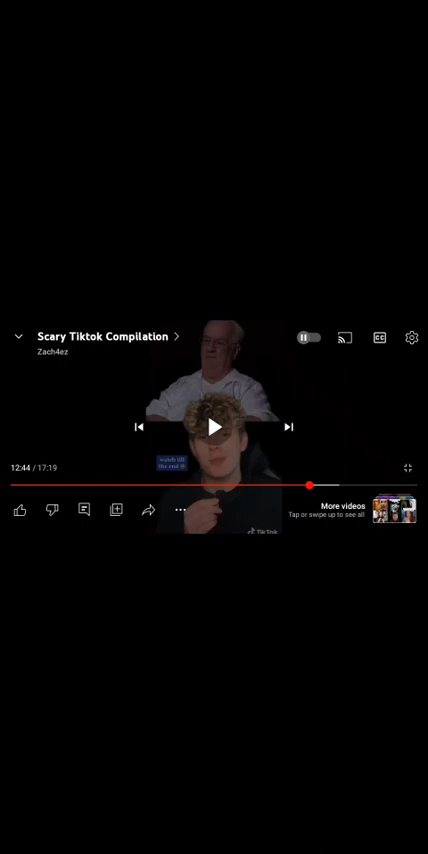 Scary Tiktok Compilation
Zach4ez
CC
watch till
the end !!!
12:44 / 17:19
More videos
Tap or swipe up to see all
TikTok